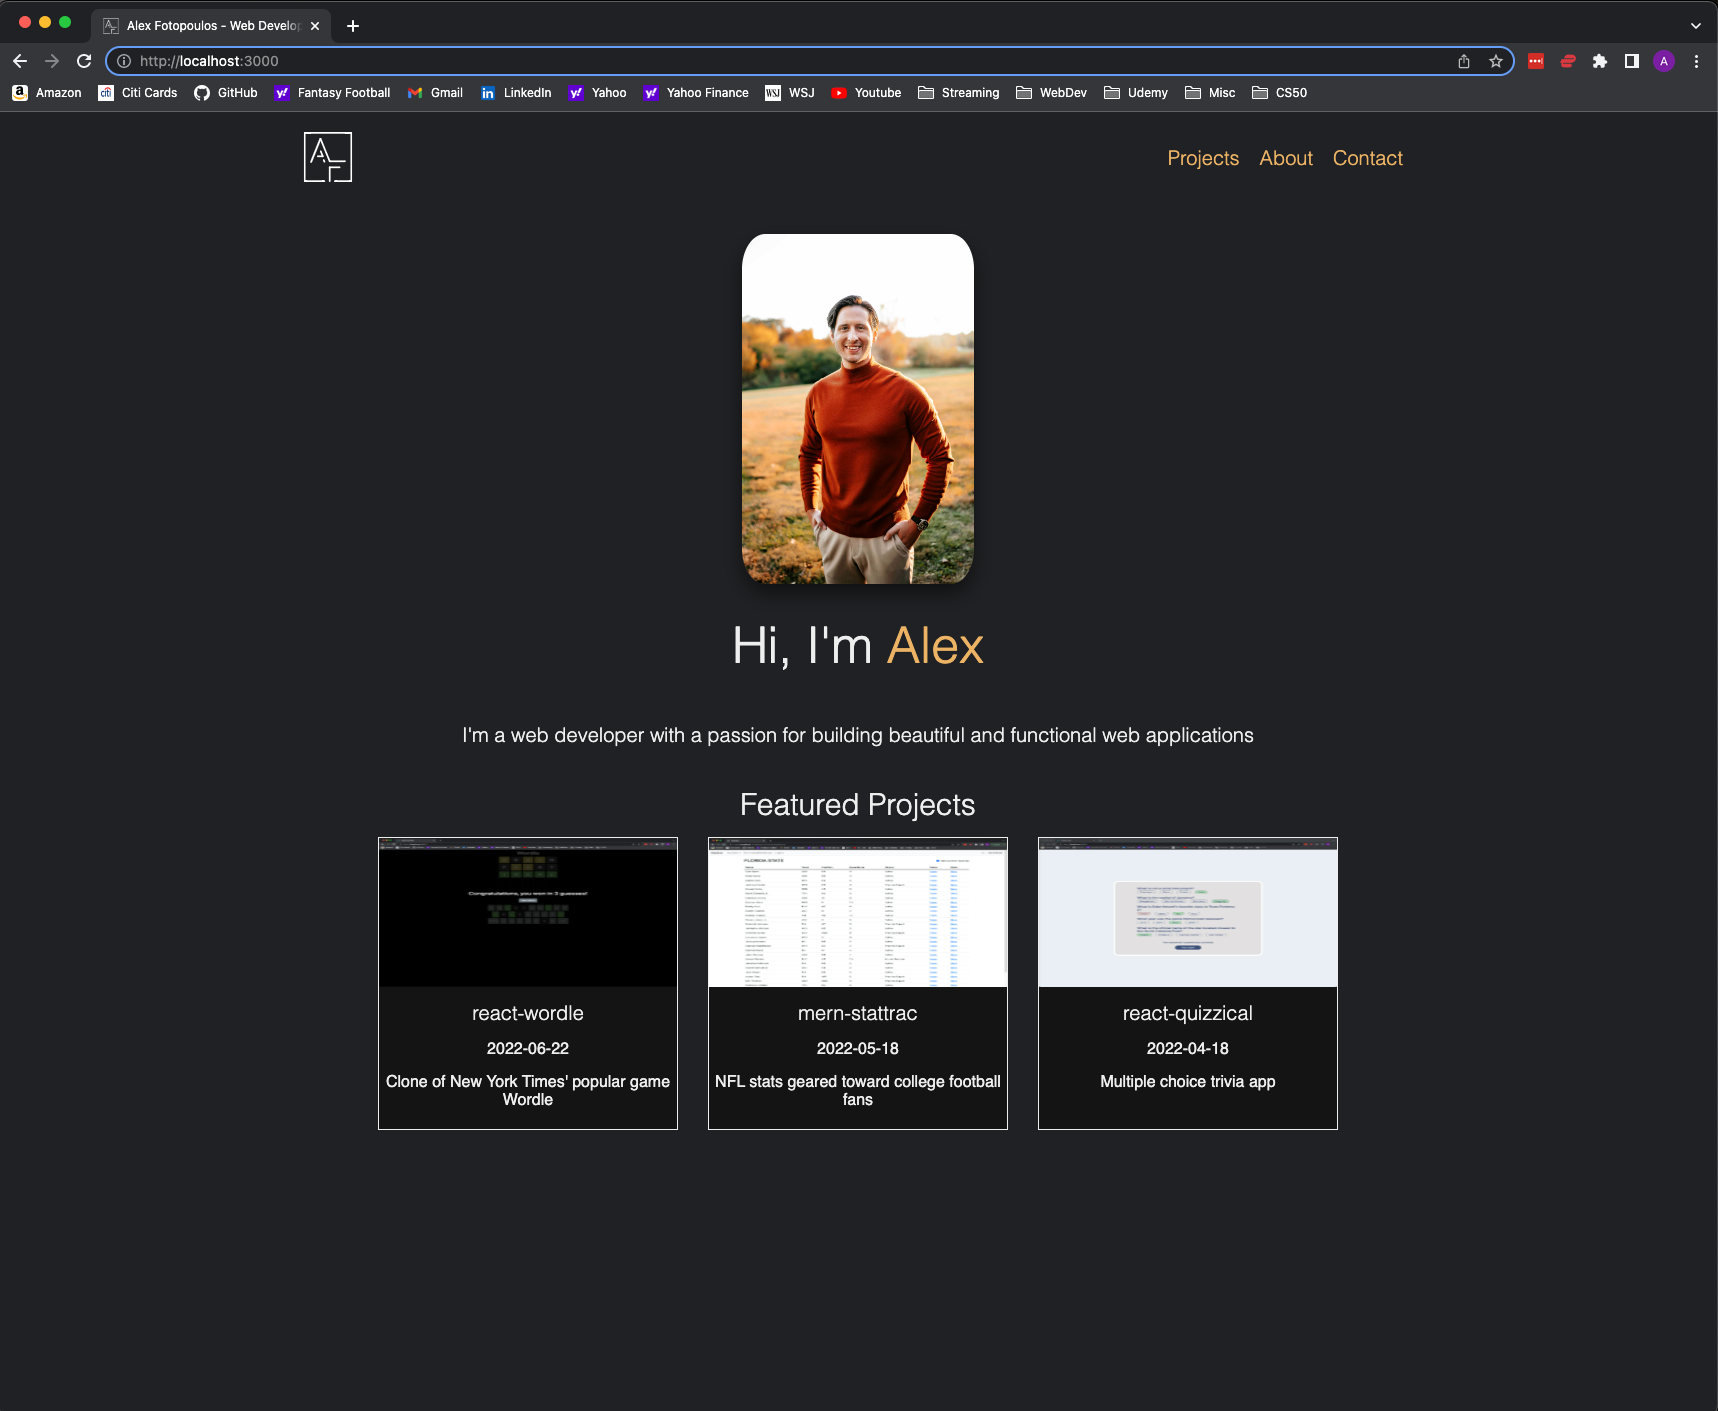 Alex Fotopoulos - Web Develop
http://localhost:3000
A
Amazon Citi Cards GitHub Fantasy Football Gmail LinkedIn Yahoo Yahoo Finance WSJ Youtube Streaming WebDev Udemy Misc CS50
AF
Projects About Contact
Hi, I'm Alex
I'm a web developer with a passion for building beautiful and functional web applications
Featured Projects
Congratulations, you won in 3 guesses!
FLORIDA STATE
react-wordle
2022-06-22
Clone of New York Times' popular game
Wordle
mern-stattrac
2022-05-18
NFL stats geared toward college football
fans
react-quizzical
2022-04-18
Multiple choice trivia app